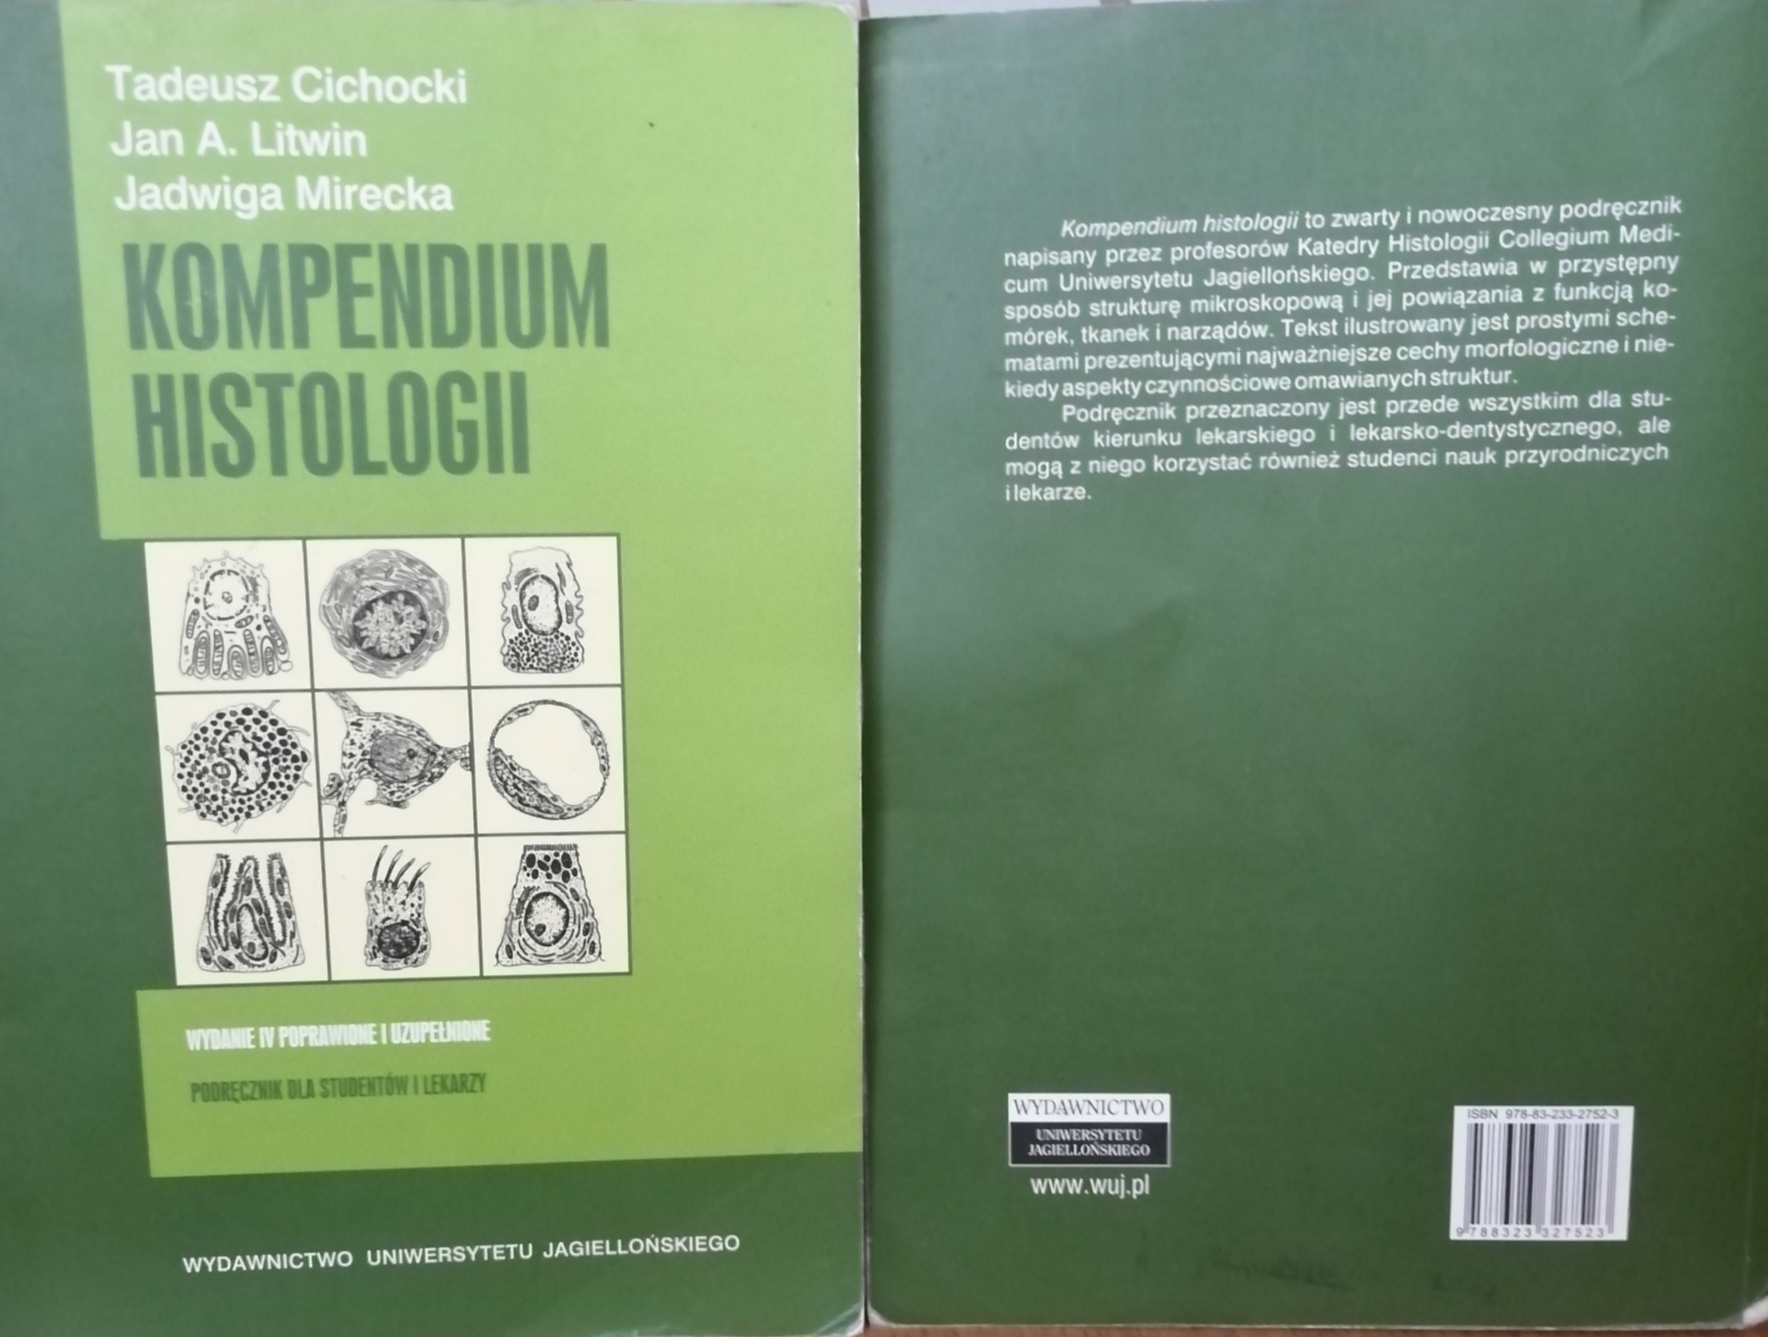 Tadeusz Cichocki
Jan A. Litwin
Jadwiga Mirecka
KOMPENDIUM
HISTOLOGII
WYDANIE IV POPRAWIONE I UZUPEŁNIONE
PODRĘCZNIK DLA STUDENTÓW I LEKARZY
WYDAWNICTWO UNIWERSYTETU JAGIELLOŃSKIEGO
Kompendium histologii to zwarty i nowoczesny podręcznik
napisany przez profesorów Katedry Histologii Collegium Medi-
cum Uniwersytetu Jagiellońskiego. Przedstawia w przystępny
sposób strukturę mikroskopową i jej powiązania z funkcją ko-
mórek, tkanek i narządów. Tekst ilustrowany jest prostymi sche-
matami prezentującymi najważniejsze cechy morfologiczne i nie-
kiedy aspekty czynnościowe omawianych struktur.
Podręcznik przeznaczony jest przede wszystkim dla stu-
dentów kierunku lekarskiego i lekarsko-dentystycznego, ale
mogą z niego korzystać również studenci nauk przyrodniczych
i lekarze.
WYDAWNICTWO
UNIWERSYTETU
JAGIELLOŃSKIEGO
www.wuj.pl
ISBN 978-83-233-2752-3
9 788323 327523